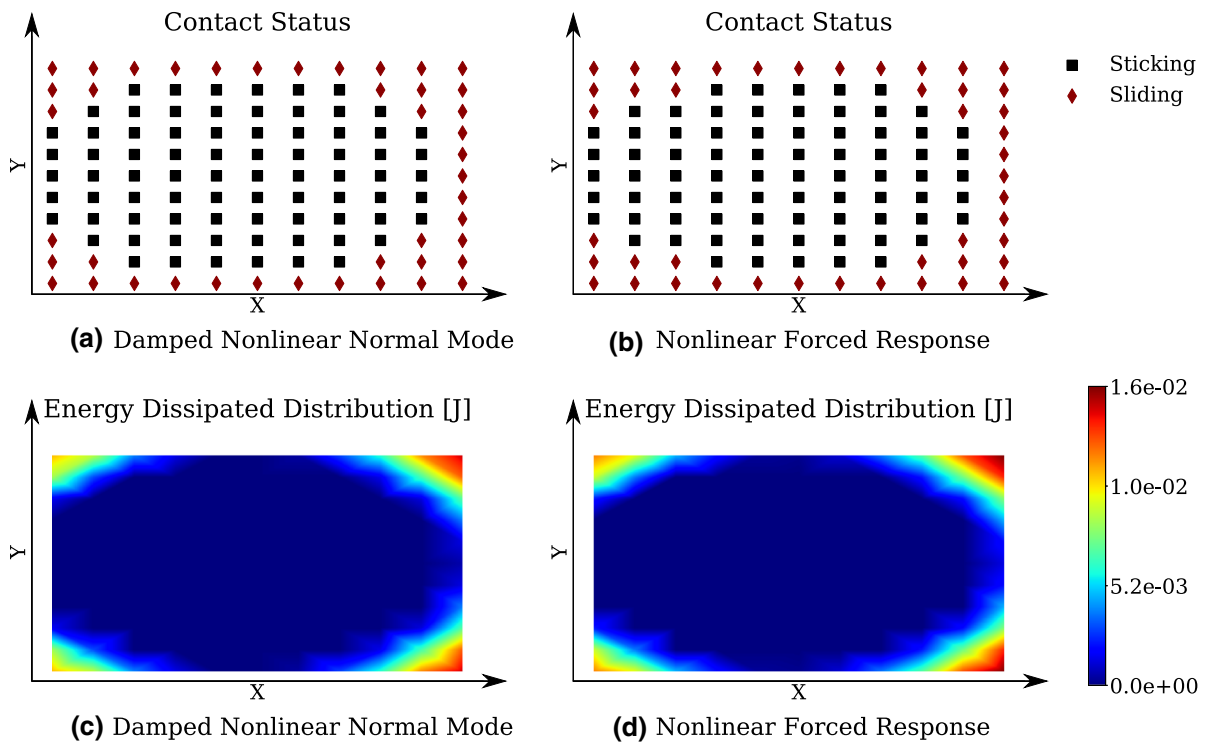 Contact Status
Contact Status
Sticking
Sliding
Y
Y
X
X
(a) Damped Nonlinear Normal Mode
(b) Nonlinear Forced Response
Energy Dissipated Distribution [J]
Energy Dissipated Distribution [J]
1.6e-02
1.0e-02
5.2e-03
0.0e+00
Y
Y
X
X
(c) Damped Nonlinear Normal Mode
(d) Nonlinear Forced Response